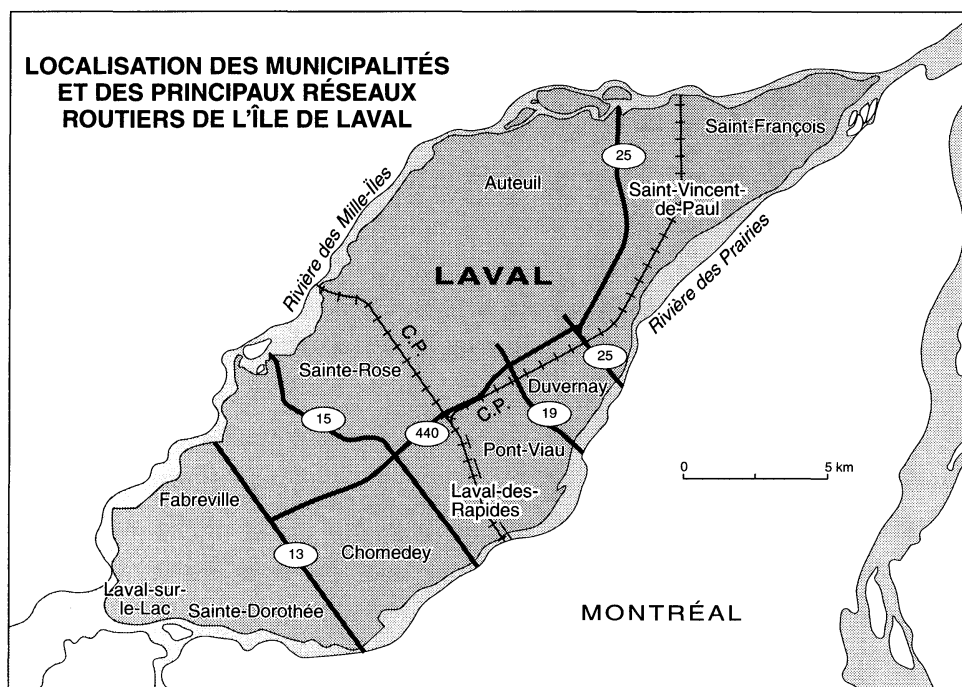 LOCALISATION DES MUNICIPALITÉS
ET DES PRINCIPAUX RÉSEAUX
ROUTIERS DE L'ÎLE DE LAVAL
Saint-François
25
Auteuil
Saint-Vincent-
de-Paul
Rivière des Mille-Îles
LAVAL
Rivière des Prairies
C.P.
Sainte-Rose
25
Duvernay
C.P.
15
19
440
Pont-Viau
0 5 km
Fabreville
Laval-des-
Rapides
13
Chomedey
Laval-sur-
le-Lac
Sainte-Dorothée
MONTRÉAL